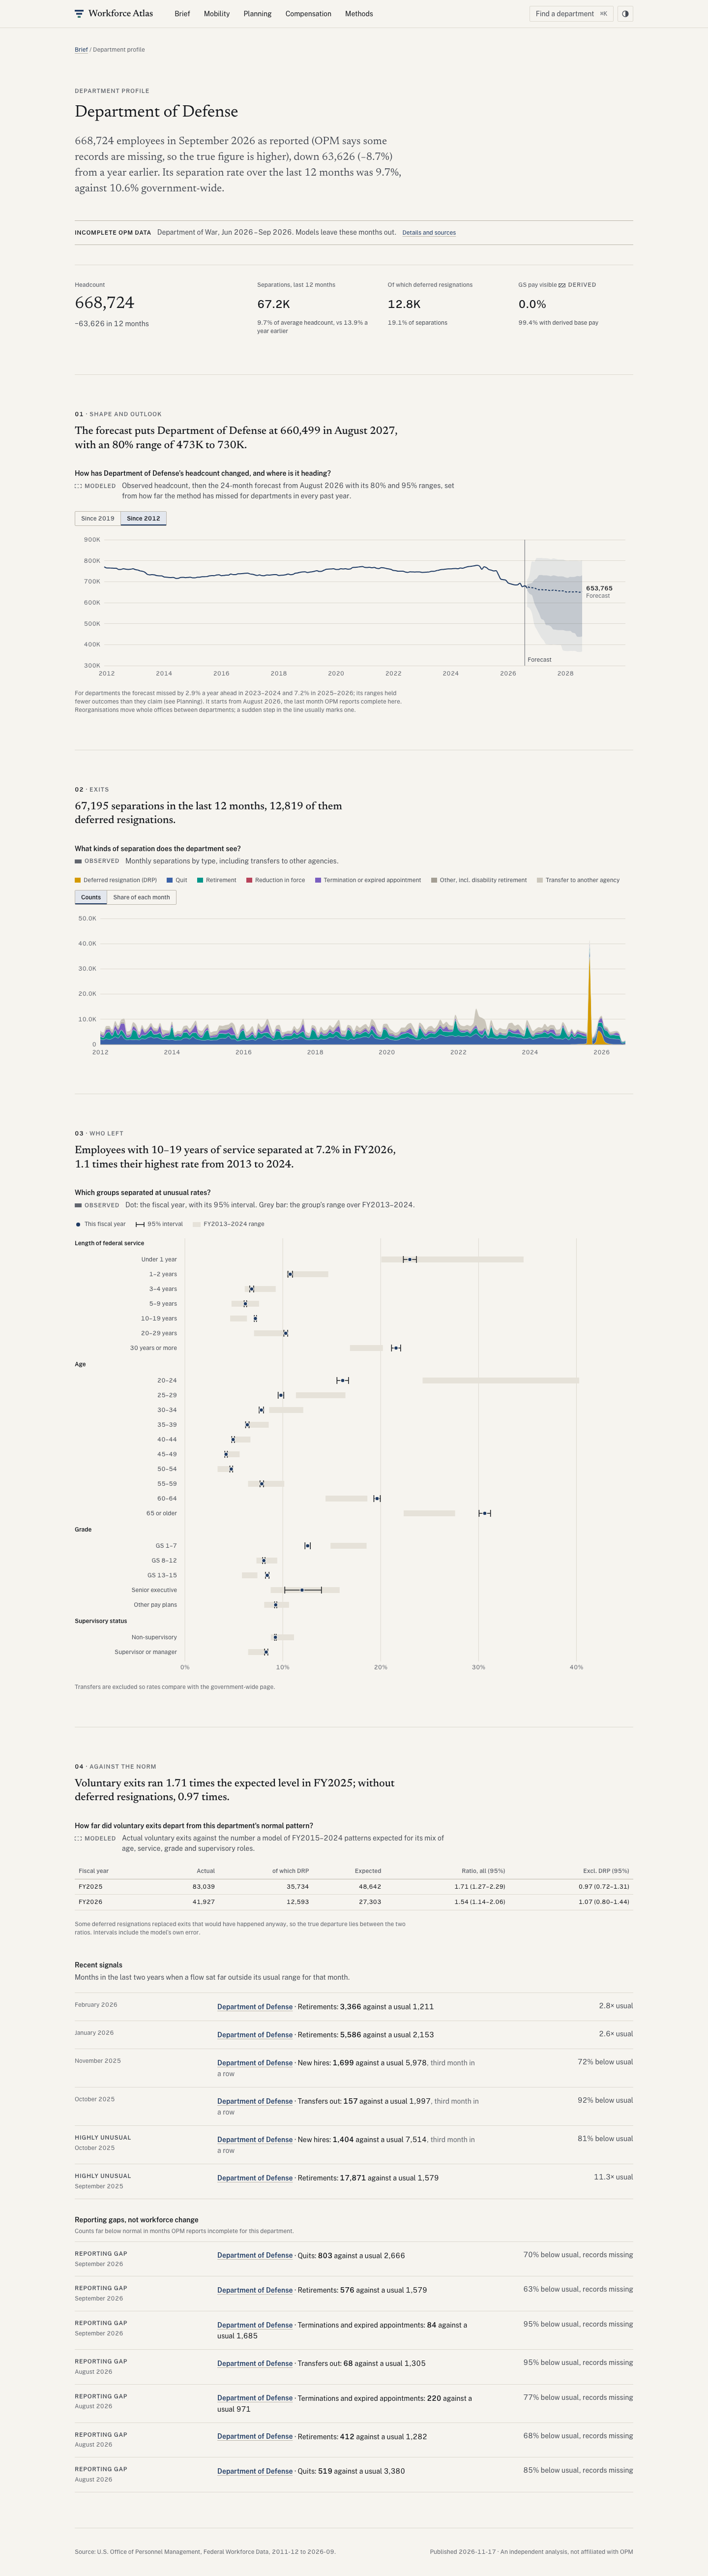 Workforce Atlas
Brief
Mobility
Planning
Compensation
Methods
Find a department ⌘K
Brief / Department profile
DEPARTMENT PROFILE
Department of Defense
668,724 employees in September 2026 as reported (OPM says some
records are missing, so the true figure is higher), down 63,626 (−8.7%)
from a year earlier. Its separation rate over the last 12 months was 9.7%,
against 10.6% government-wide.
INCOMPLETE OPM DATA Department of War, Jun 2026–Sep 2026. Models leave these months out. Details and sources
Headcount
668,724
−63,626 in 12 months
Separations, last 12 months
67.2K
9.7% of average headcount, vs 13.9% a
year earlier
Of which deferred resignations
12.8K
19.1% of separations
GS pay visible DERIVED
0.0%
99.4% with derived base pay
01 · SHAPE AND OUTLOOK
The forecast puts Department of Defense at 660,499 in August 2027,
with an 80% range of 473K to 730K.
How has Department of Defense's headcount changed, and where is it heading?
MODELED Observed headcount, then the 24-month forecast from August 2026 with its 80% and 95% ranges, set
from how far the method has missed for departments in every past year.
Since 2019
Since 2012
900K
800K
700K
600K
500K
400K
300K
653,765
Forecast
Forecast
2012
2014
2016
2018
2020
2022
2024
2026
2028
For departments the forecast missed by 2.9% a year ahead in 2023–2024 and 7.2% in 2025–2026; its ranges held
fewer outcomes than they claim (see Planning). It starts from August 2026, the last month OPM reports complete here.
Reorganisations move whole offices between departments; a sudden step in the line usually marks one.
02 · EXITS
67,195 separations in the last 12 months, 12,819 of them
deferred resignations.
What kinds of separation does the department see?
OBSERVED Monthly separations by type, including transfers to other agencies.
Deferred resignation (DRP)
Quit
Retirement
Reduction in force
Termination or expired appointment
Other, incl. disability retirement
Transfer to another agency
Counts
Share of each month
50.0K
40.0K
30.0K
20.0K
10.0K
0
2012
2014
2016
2018
2020
2022
2024
2026
03 · WHO LEFT
Employees with 10–19 years of service separated at 7.2% in FY2026,
1.1 times their highest rate from 2013 to 2024.
Which groups separated at unusual rates?
OBSERVED Dot: the fiscal year, with its 95% interval. Grey bar: the group's range over FY2013–2024.
This fiscal year
95% interval
FY2013–2024 range
Length of federal service
Under 1 year
1–2 years
3–4 years
5–9 years
10–19 years
20–29 years
30 years or more
Age
20–24
25–29
30–34
35–39
40–44
45–49
50–54
55–59
60–64
65 or older
Grade
GS 1–7
GS 8–12
GS 13–15
Senior executive
Other pay plans
Supervisory status
Non-supervisory
Supervisor or manager
0%
10%
20%
30%
40%
Transfers are excluded so rates compare with the government-wide page.
04 · AGAINST THE NORM
Voluntary exits ran 1.71 times the expected level in FY2025; without
deferred resignations, 0.97 times.
How far did voluntary exits depart from this department's normal pattern?
MODELED Actual voluntary exits against the number a model of FY2015–2024 patterns expected for its mix of
age, service, grade and supervisory roles.
Fiscal year Actual of which DRP Expected Ratio, all (95%) Excl. DRP (95%)
FY2025 83,039 35,734 48,642 1.71 (1.27–2.29) 0.97 (0.72–1.31)
FY2026 41,927 12,593 27,303 1.54 (1.14–2.06) 1.07 (0.80–1.44)
Some deferred resignations replaced exits that would have happened anyway, so the true departure lies between the two
ratios. Intervals include the model's own error.
Recent signals
Months in the last two years when a flow sat far outside its usual range for that month.
February 2026
Department of Defense · Retirements: 3,366 against a usual 1,211
2.8× usual
January 2026
Department of Defense · Retirements: 5,586 against a usual 2,153
2.6× usual
November 2025
Department of Defense · New hires: 1,699 against a usual 5,978, third month in
a row
72% below usual
October 2025
Department of Defense · Transfers out: 157 against a usual 1,997, third month in
a row
92% below usual
HIGHLY UNUSUAL
October 2025
Department of Defense · New hires: 1,404 against a usual 7,514, third month in
a row
81% below usual
HIGHLY UNUSUAL
September 2025
Department of Defense · Retirements: 17,871 against a usual 1,579
11.3× usual
Reporting gaps, not workforce change
Counts far below normal in months OPM reports incomplete for this department.
REPORTING GAP
September 2026
Department of Defense · Quits: 803 against a usual 2,666
70% below usual, records missing
REPORTING GAP
September 2026
Department of Defense · Retirements: 576 against a usual 1,579
63% below usual, records missing
REPORTING GAP
September 2026
Department of Defense · Terminations and expired appointments: 84 against a
usual 1,685
95% below usual, records missing
REPORTING GAP
August 2026
Department of Defense · Transfers out: 68 against a usual 1,305
95% below usual, records missing
REPORTING GAP
August 2026
Department of Defense · Terminations and expired appointments: 220 against a
usual 971
77% below usual, records missing
REPORTING GAP
August 2026
Department of Defense · Retirements: 412 against a usual 1,282
68% below usual, records missing
REPORTING GAP
August 2026
Department of Defense · Quits: 519 against a usual 3,380
85% below usual, records missing
Source: U.S. Office of Personnel Management, Federal Workforce Data, 2011-12 to 2026-09.
Published 2026-11-17 · An independent analysis, not affiliated with OPM